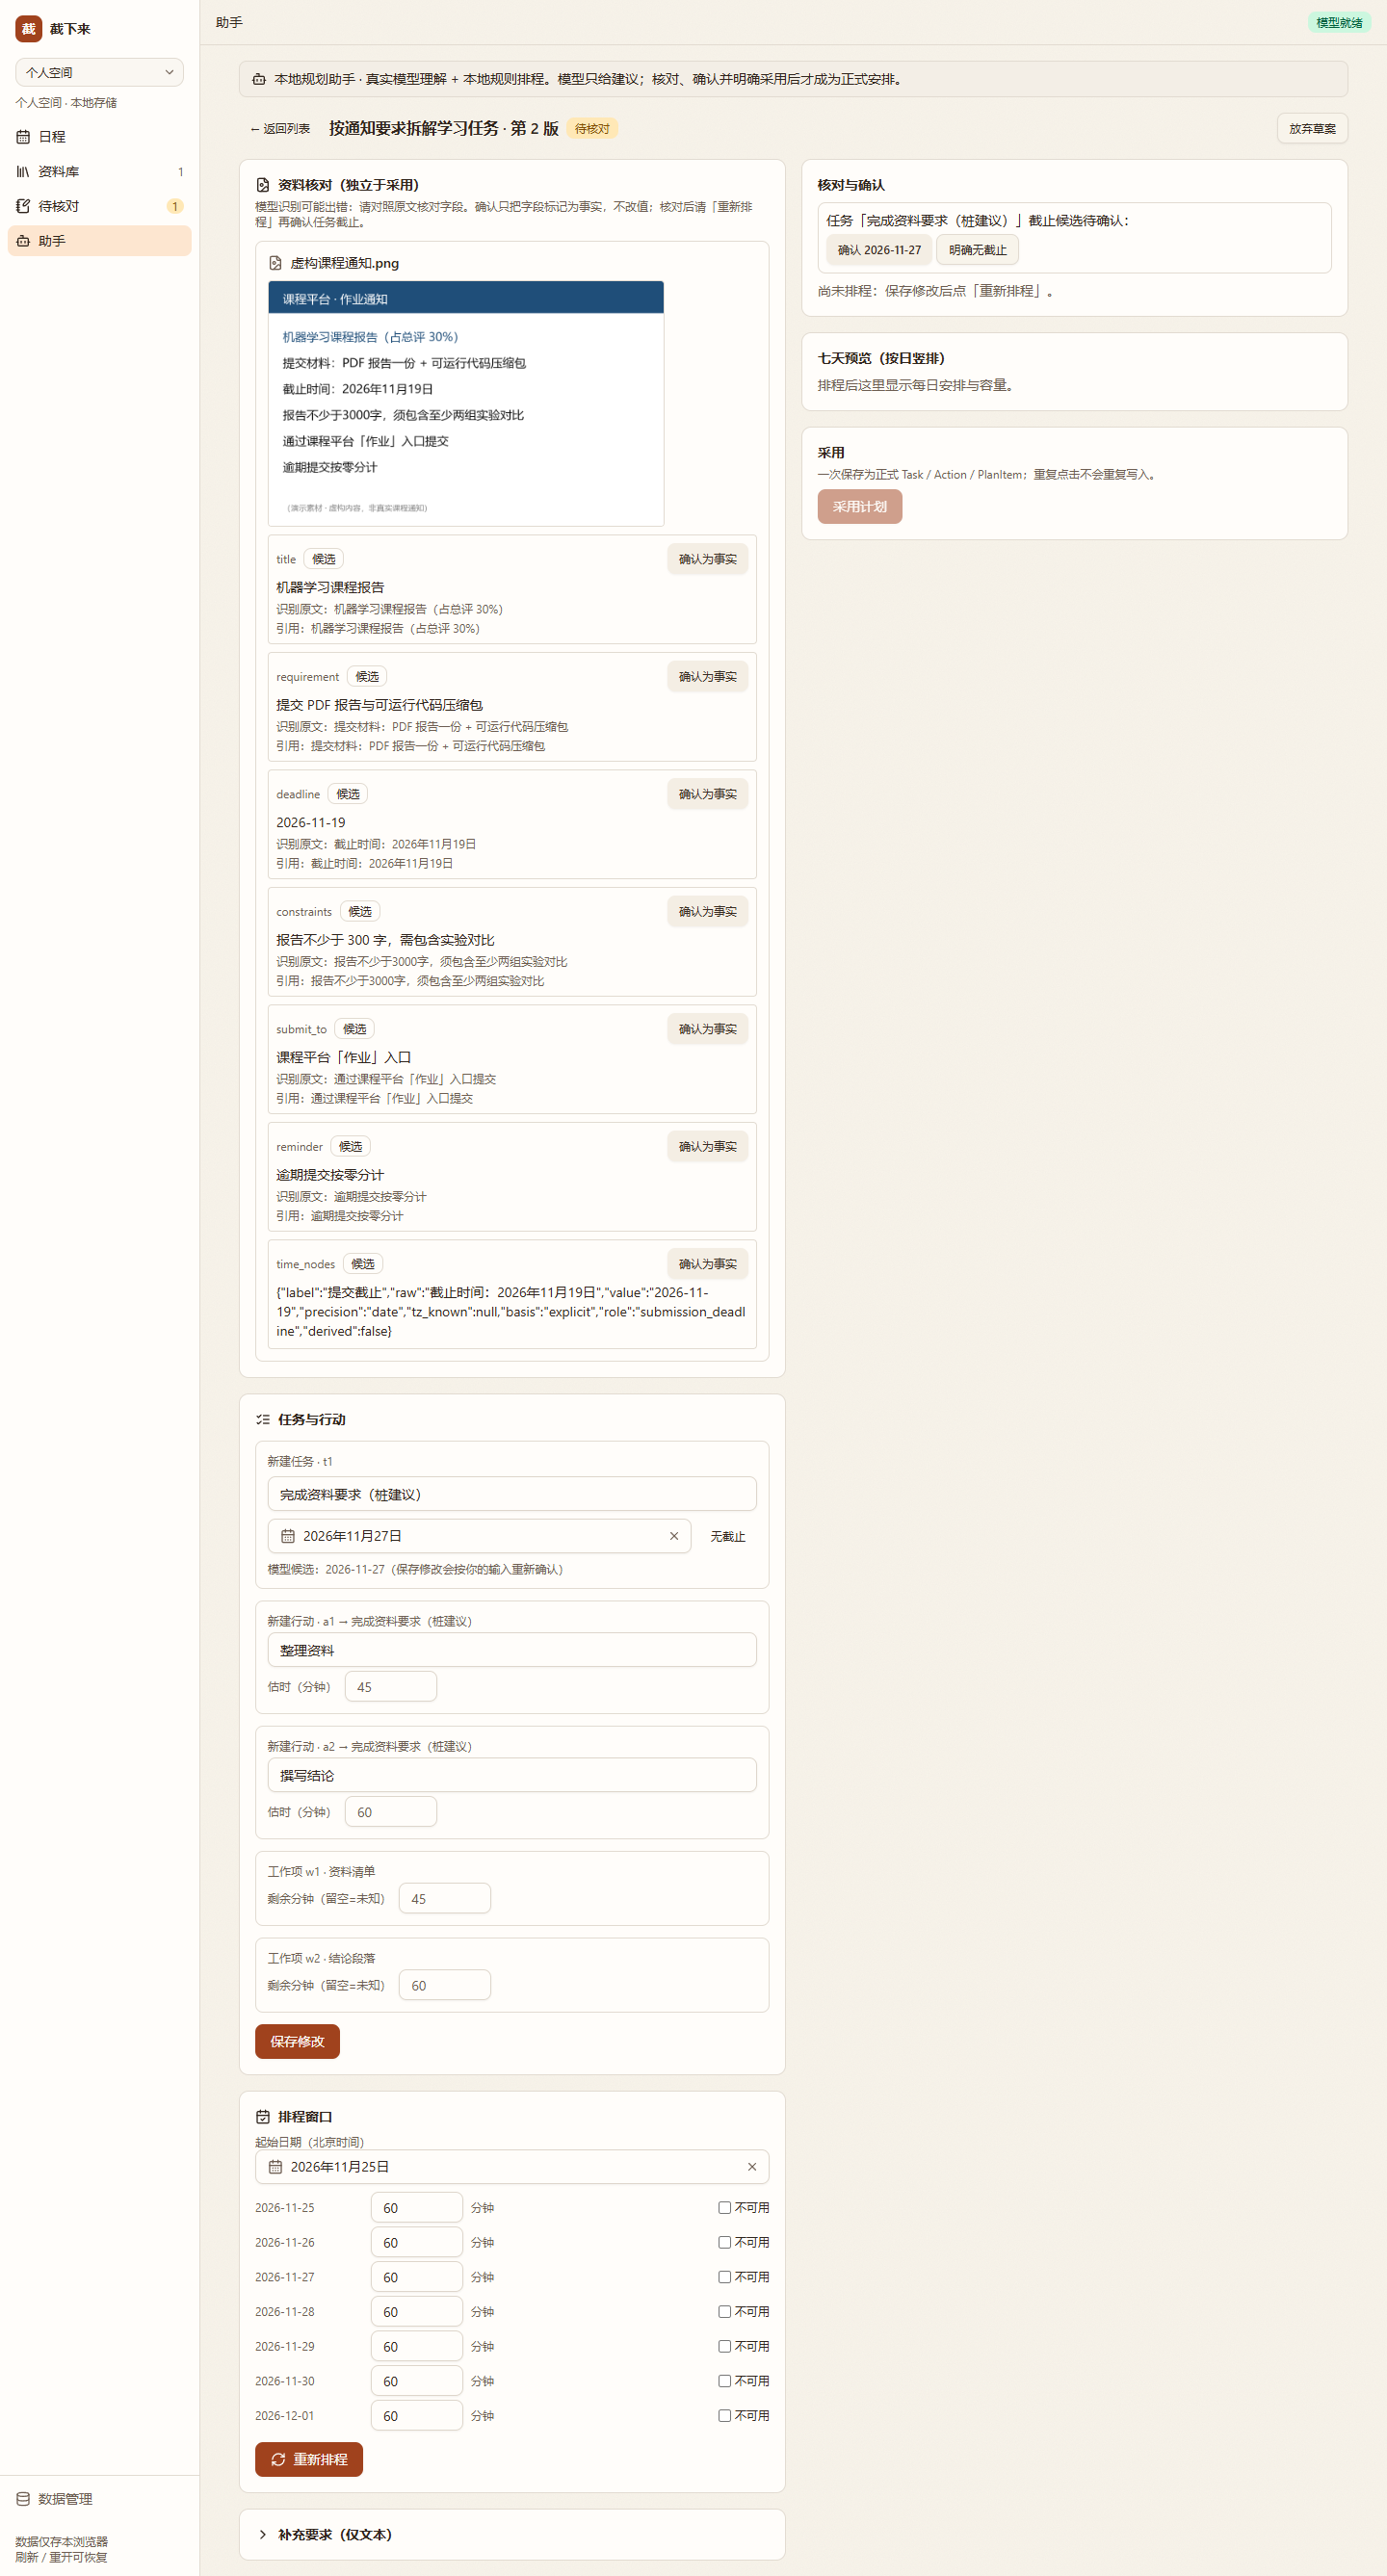 截 截下来
个人空间
个人空间 · 本地存储
日程
资料库 1
待核对 1
助手
数据管理
数据仅存本浏览器
刷新 / 重开可恢复
助手
模型就绪
本地规划助手 · 真实模型理解 + 本地规则排程。模型只给建议；核对、确认并明确采用后才成为正式安排。
← 返回列表 按通知要求拆解学习任务 · 第 2 版 待核对
放弃草案
资料核对（独立于采用）
模型识别可能出错：请对照原文核对字段。确认只把字段标记为事实，不改值；核对后请「重新排
程」再确认任务截止。
虚构课程通知.png
课程平台 · 作业通知
机器学习课程报告（占总评 30%）
提交材料：PDF 报告一份 + 可运行代码压缩包
截止时间：2026年11月19日
报告不少于3000字，须包含至少两组实验对比
通过课程平台「作业」入口提交
逾期提交按零分计
（演示素材 · 虚构内容，非真实课程通知）
title 候选 确认为事实
机器学习课程报告
识别原文：机器学习课程报告（占总评 30%）
引用：机器学习课程报告（占总评 30%）
requirement 候选 确认为事实
提交 PDF 报告与可运行代码压缩包
识别原文：提交材料：PDF 报告一份 + 可运行代码压缩包
引用：提交材料：PDF 报告一份 + 可运行代码压缩包
deadline 候选 确认为事实
2026-11-19
识别原文：截止时间：2026年11月19日
引用：截止时间：2026年11月19日
constraints 候选 确认为事实
报告不少于 300 字，需包含实验对比
识别原文：报告不少于3000字，须包含至少两组实验对比
引用：报告不少于3000字，须包含至少两组实验对比
submit_to 候选 确认为事实
课程平台「作业」入口
识别原文：通过课程平台「作业」入口提交
引用：通过课程平台「作业」入口提交
reminder 候选 确认为事实
逾期提交按零分计
识别原文：逾期提交按零分计
引用：逾期提交按零分计
time_nodes 候选 确认为事实
{"label":"提交截止","raw":"截止时间：2026年11月19日","value":"2026-11-
19","precision":"date","tz_known":null,"basis":"explicit","role":"submission_deadl
ine","derived":false}
任务与行动
新建任务 · t1
完成资料要求（桩建议）
2026年11月27日 无截止
模型候选：2026-11-27（保存修改会按你的输入重新确认）
新建行动 · a1 → 完成资料要求（桩建议）
整理资料
估时（分钟） 45
新建行动 · a2 → 完成资料要求（桩建议）
撰写结论
估时（分钟） 60
工作项 w1 · 资料清单
剩余分钟（留空=未知） 45
工作项 w2 · 结论段落
剩余分钟（留空=未知） 60
保存修改
排程窗口
起始日期（北京时间）
2026年11月25日
2026-11-25 60 分钟 不可用
2026-11-26 60 分钟 不可用
2026-11-27 60 分钟 不可用
2026-11-28 60 分钟 不可用
2026-11-29 60 分钟 不可用
2026-11-30 60 分钟 不可用
2026-12-01 60 分钟 不可用
重新排程
补充要求（仅文本）
核对与确认
任务「完成资料要求（桩建议）」截止候选待确认：
确认 2026-11-27 明确无截止
尚未排程：保存修改后点「重新排程」。
七天预览（按日竖排）
排程后这里显示每日安排与容量。
采用
一次保存为正式 Task / Action / PlanItem；重复点击不会重复写入。
采用计划